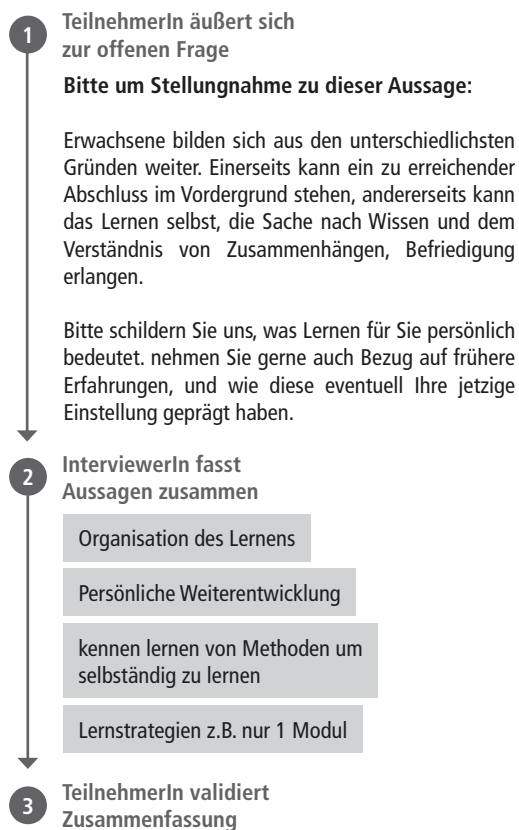 1
TeilnehmerIn äußert sich
zur offenen Frage
Bitte um Stellungnahme zu dieser Aussage:
Erwachsene bilden sich aus den unterschiedlichsten
Gründen weiter. Einerseits kann ein zu erreichender
Abschluss im Vordergrund stehen, andererseits kann
das Lernen selbst, die Sache nach Wissen und dem
Verständnis von Zusammenhängen, Befriedigung
erlangen.
Bitte schildern Sie uns, was Lernen für Sie persönlich
bedeutet. nehmen Sie gerne auch Bezug auf frühere
Erfahrungen, und wie diese eventuell Ihre jetzige
Einstellung geprägt haben.
2
InterviewerIn fasst
Aussagen zusammen
Organisation des Lernens
Persönliche Weiterentwicklung
kennen lernen von Methoden um
selbständig zu lernen
Lernstrategien z.B. nur 1 Modul
3
TeilnehmerIn validiert
Zusammenfassung